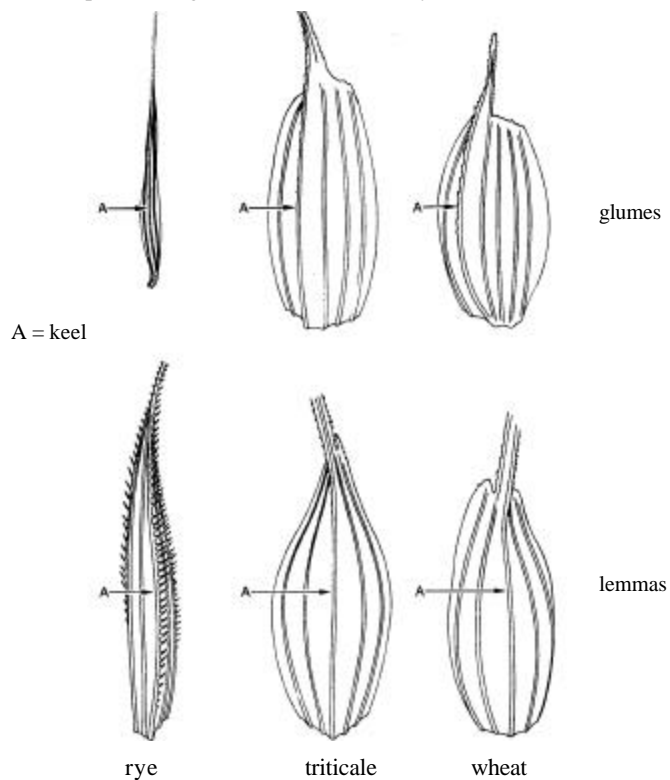 A
A
A
glumes
A = keel
A
A
A
lemmas
rye
triticale
wheat